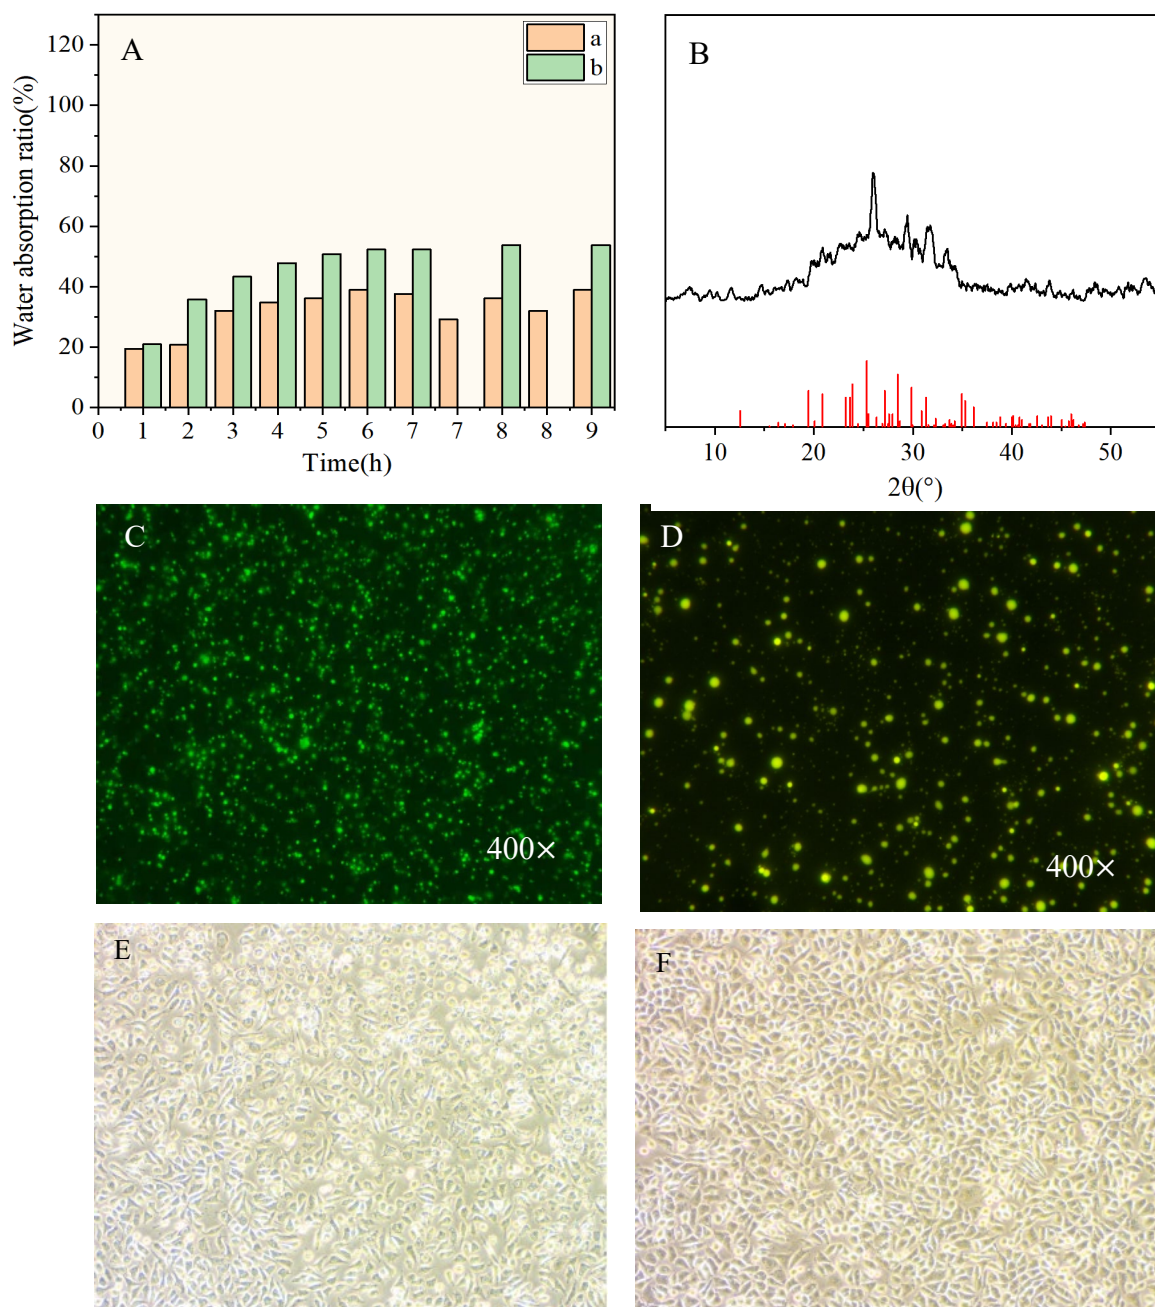 A
a
b
Water absorption ratio(%)
120
100
80
60
40
20
0
0 1 2 3 4 5 6 7 7 8 8 9
Time(h)
B
10 20 30 40 50
2θ(°)
C
400×
D
400×
E
F